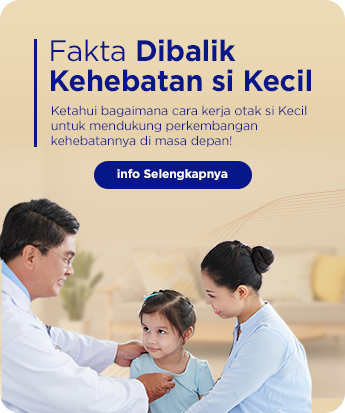 Fakta Dibalik
Kehebatan si Kecil
Ketahui bagaimana cara kerja otak si Kecil
untuk mendukung perkembangan
kehebatannya di masa depan!
info Selengkapnya